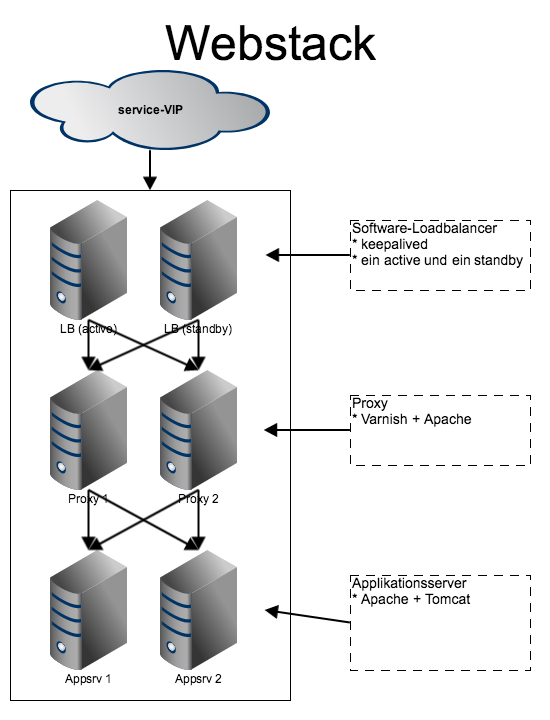 Webstack
service-VIP
LB (active)
LB (standby)
Software-Loadbalancer
* keepalived
* ein active und ein standby
Proxy 1
Proxy 2
Proxy
* Varnish + Apache
Appsrv 1
Appsrv 2
Applikationsserver
* Apache + Tomcat